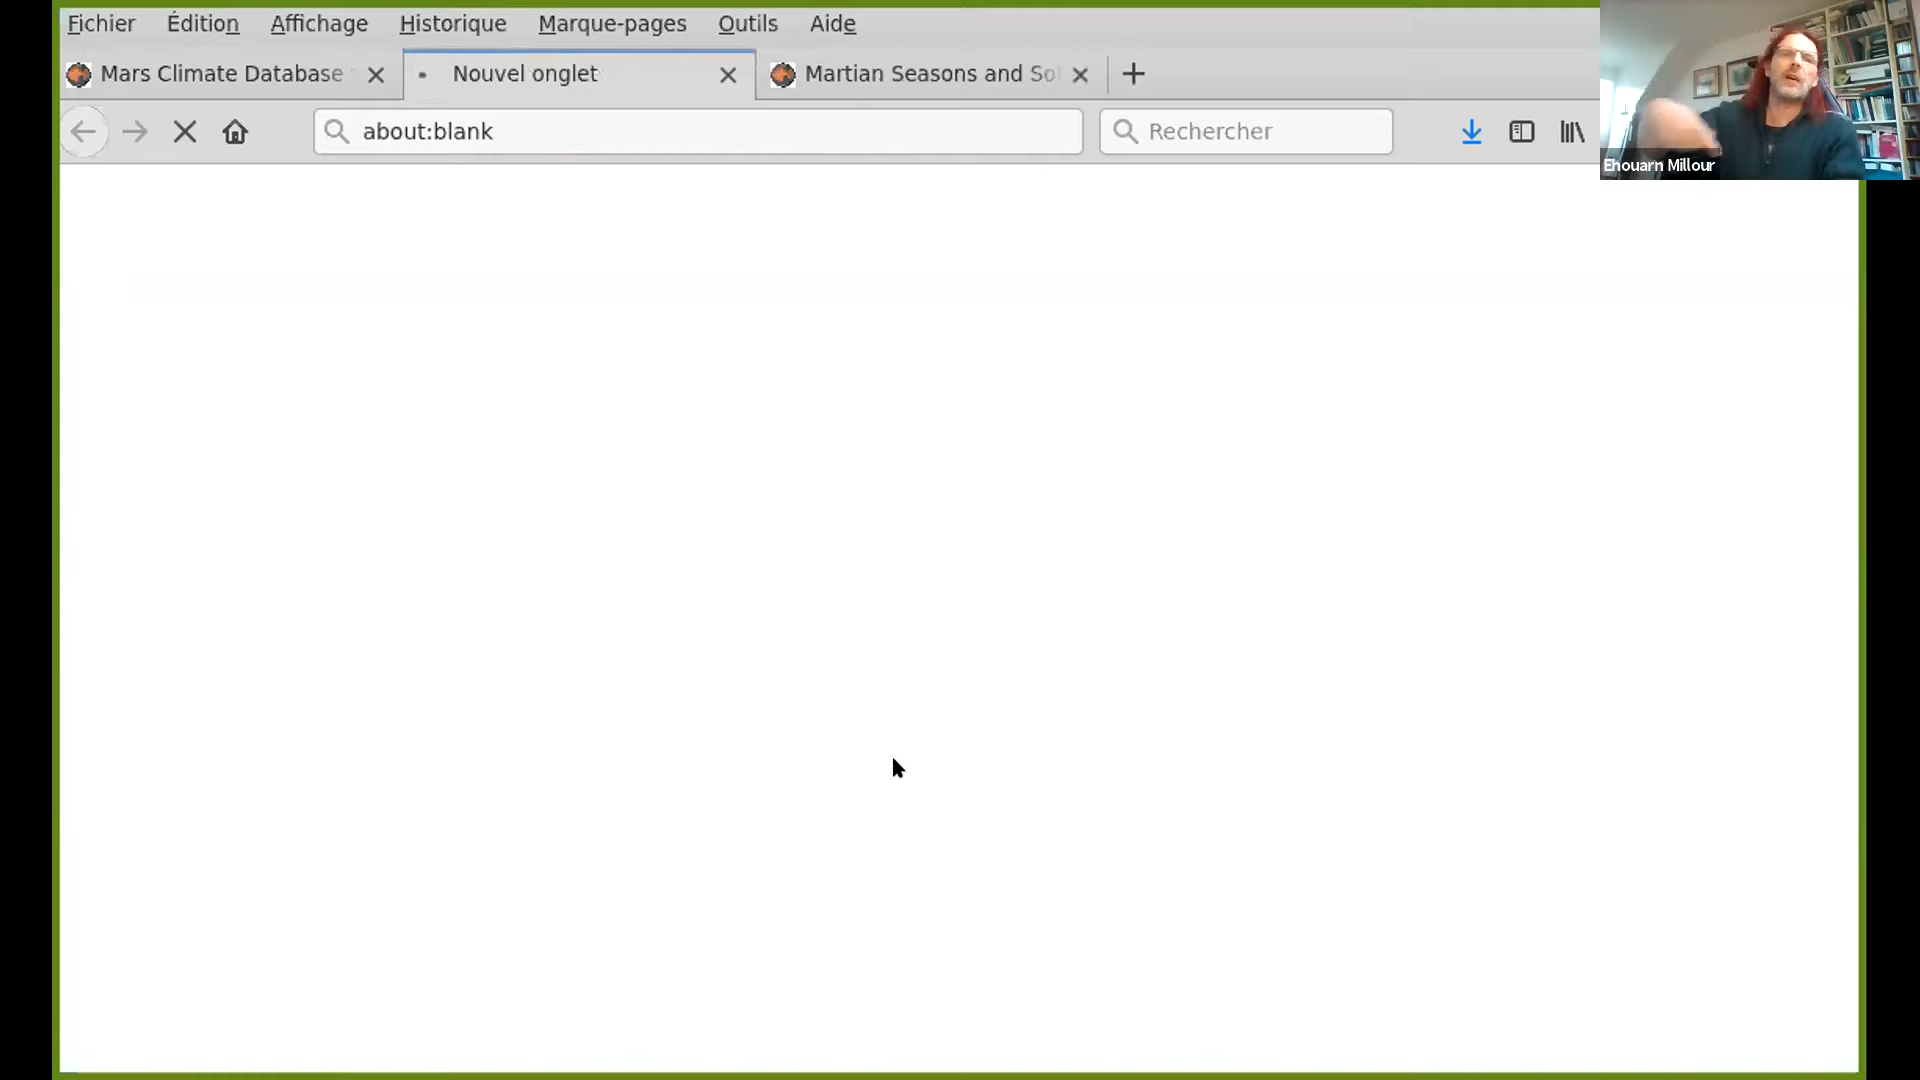 Fichier Édition Affichage Historique Marque-pages Outils Aide
Mars Climate Database Nouvel onglet Martian Seasons and Sol
about:blank Rechercher
Ehouarn Millour